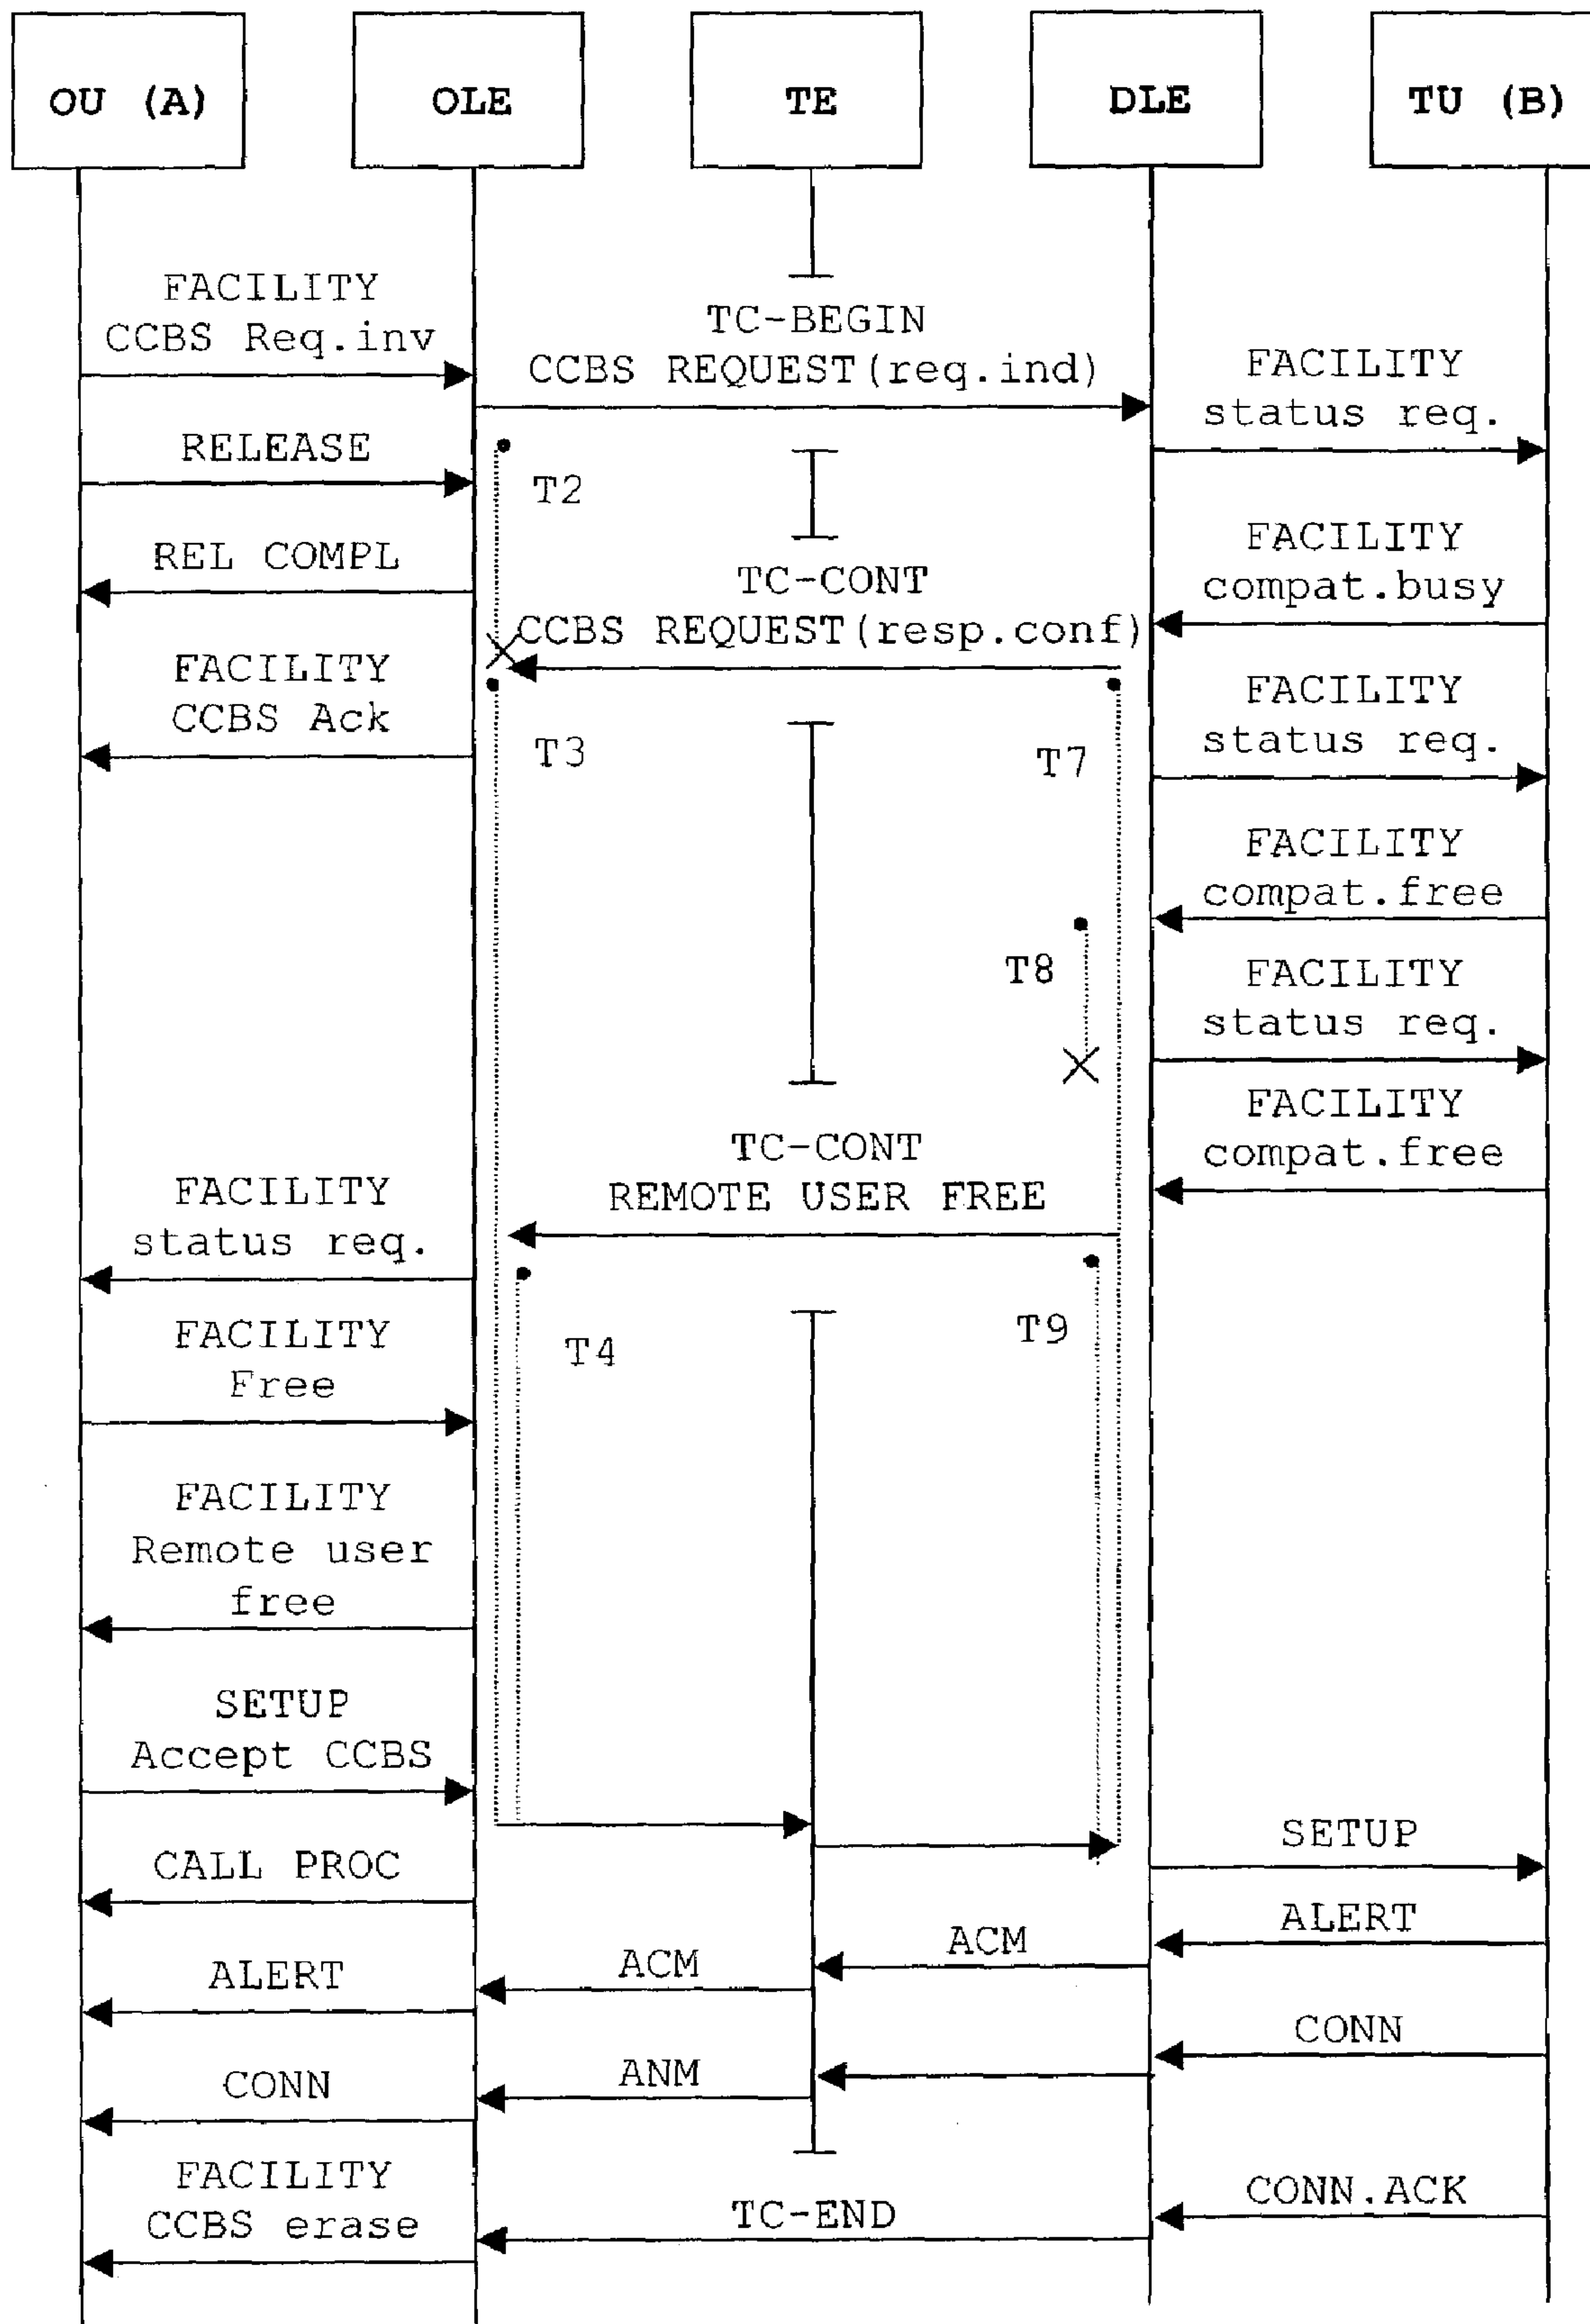 OU (A)
OLE
TE
DLE
TU (B)
FACILITY
CCBS Req.inv
TC-BEGIN
CCBS REQUEST(req.ind)
FACILITY
status req.
RELEASE
T2
REL COMPL
FACILITY
compat.busy
TC-CONT
CCBS REQUEST(resp.conf)
FACILITY
CCBS Ack
T3
T7
FACILITY
status req.
FACILITY
compat.free
T8
FACILITY
status req.
FACILITY
compat.free
TC-CONT
REMOTE USER FREE
FACILITY
status req.
T4
T9
FACILITY
Free
FACILITY
Remote user
free
SETUP
Accept CCBS
SETUP
CALL PROC
ALERT
ACM
ACM
ALERT
CONN
ANM
CONN
FACILITY
CCBS erase
TC-END
CONN.ACK